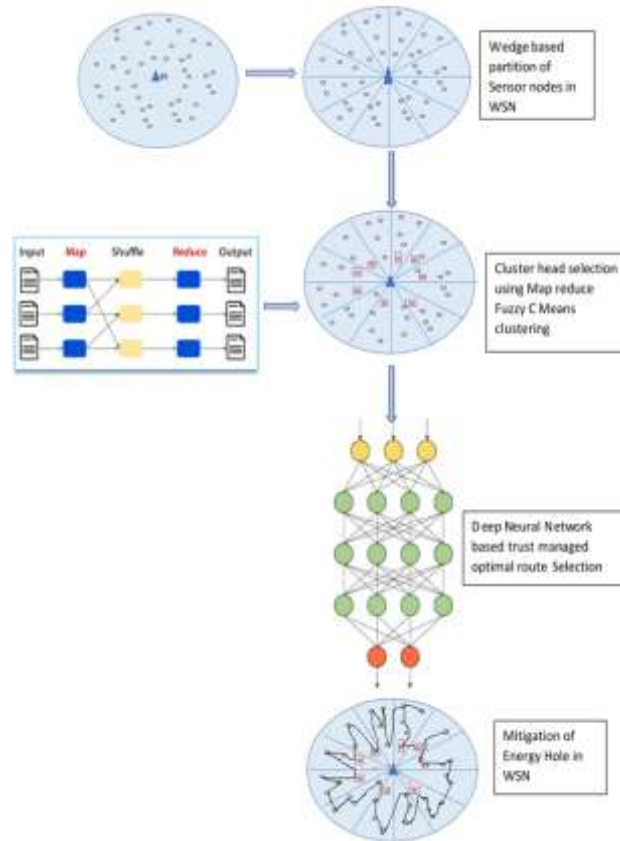 Wedge based
partition of
Sensor nodes in
WSN
Input Map Shuffle Reduce Output
Cluster head selection
using Map reduce
Fuzzy C Means
clustering
Deep Neural Network
based trust managed
optimal route Selection
Mitigation of
Energy Hole in
WSN